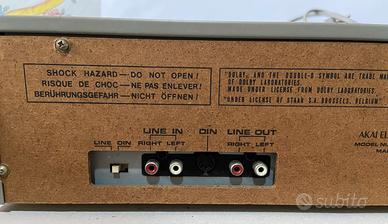 SHOCK HAZARD — DO NOT OPEN!
RISQUE DE CHOC — NE PAS ENLEVER!
BERÜHRUNGSGEFAHR — NICHT ÖFFNEN!
"DOLBY" AND THE DOUBLE-D SYMBOL ARE TRADE MA
OF DOLBY LABORATORIES.
MADE UNDER LICENSE FROM DOLBY LABORATORIES.
"UNDER LICENSE OF STAAR S.A. BRUSSELS, BELGIUM"
AKAI EL
MODEL NU
MA
LINE IN DIN LINE OUT
LINE DIN RIGHT LEFT RIGHT LEFT
subito